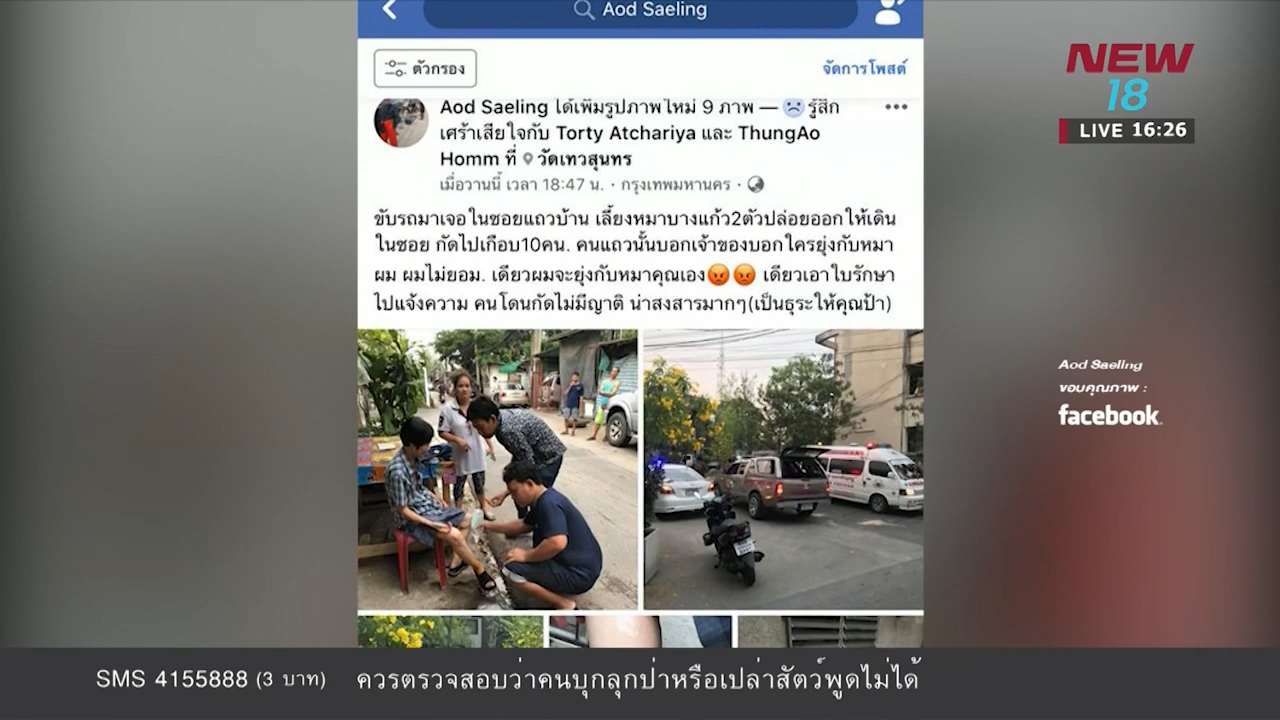 Aod Saeling
ตัวกรอง
จัดการโพสต์
Aod Saeling ได้เพิ่มรูปภาพใหม่ 9 ภาพ — รู้สึก
เศร้าเสียใจกับ Torty Atchariya และ ThungAo
Homm ที่ วัดเทวสุนทร
เมื่อวานนี้ เวลา 18:47 น. · กรุงเทพมหานคร ·
ขับรถมาเจอในซอยแถวบ้าน เลี้ยงหมาบางแก้ว2ตัวปล่อยออกให้เดิน
ในซอย กัดไปเกือบ10คน. คนแถวนั้นบอกเจ้าของบอกใครยุ่งกับหมา
ผม ผมไม่ยอม. เดียวผมจะยุ่งกับหมาคุณเอง😡😡 เดียวเอาใบรักษา
ไปแจ้งความ คนโดนกัดไม่มีญาติ น่าสงสารมากๆ(เป็นธุระให้คุณป้า)
NEW
18
LIVE 16:26
Aod Saeling
ขอบคุณภาพ :
facebook
SMS 4155888 (3 บาท) ควรตรวจสอบว่าคนบุกลุกป่าหรือเปล่าสัตว์พูดไม่ได้